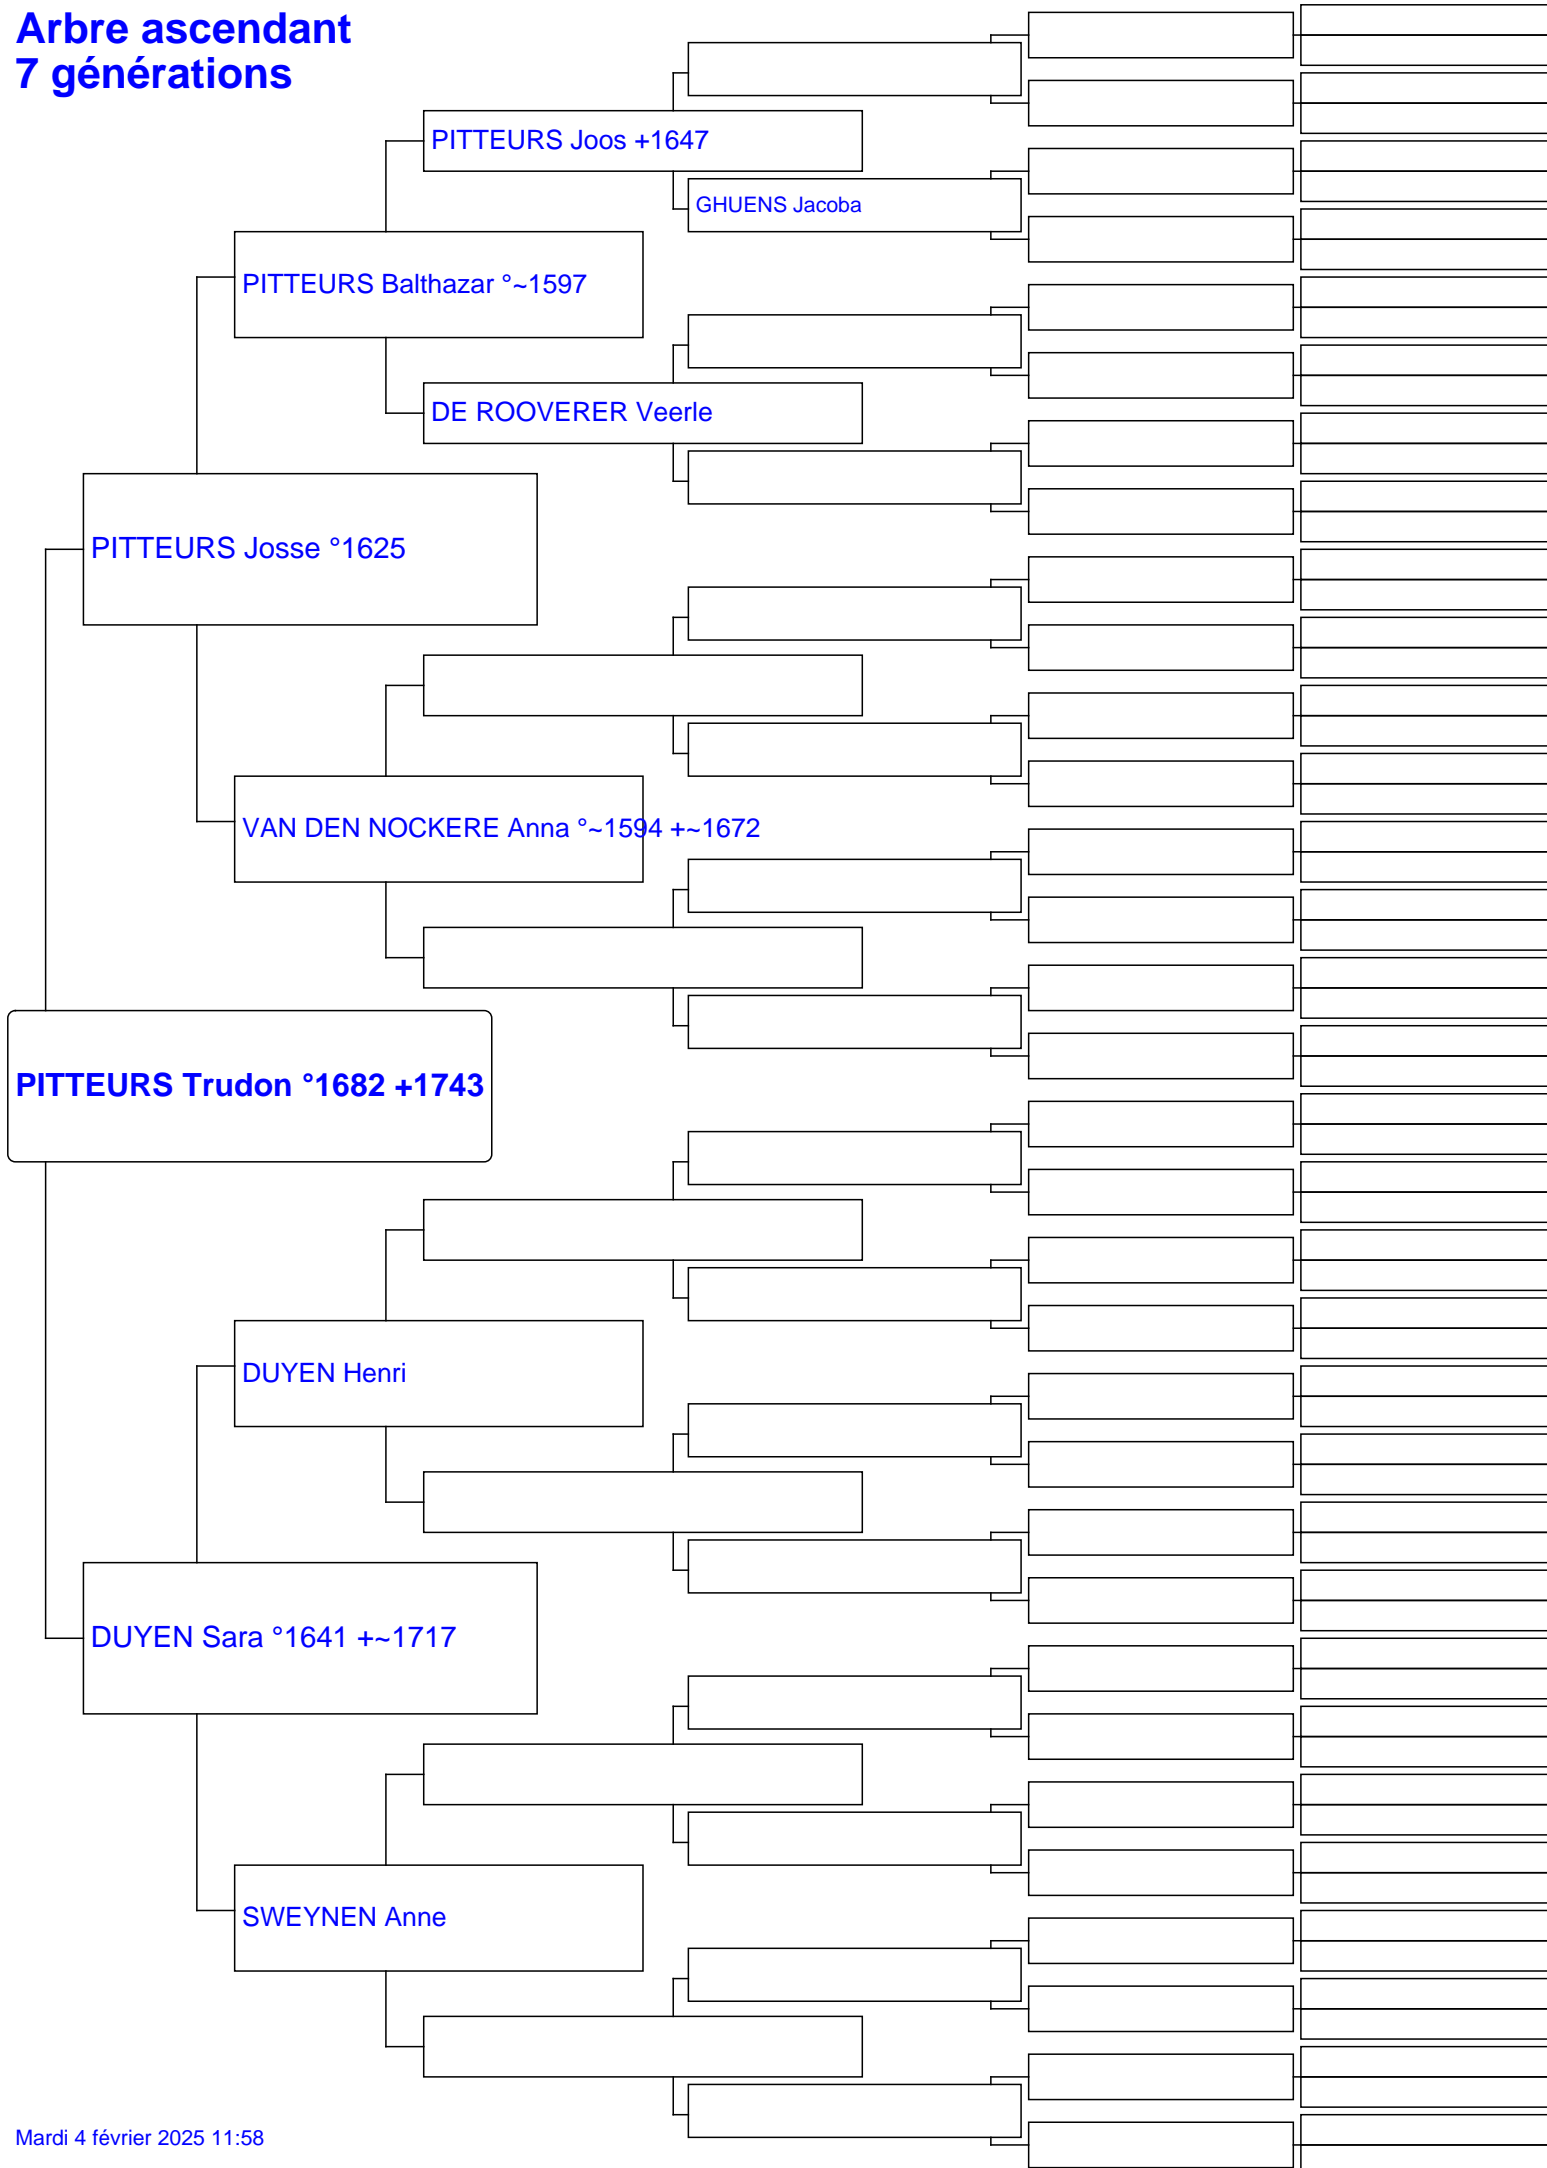 Arbre ascendant
7 générations
PITTEURS Joos +1647
GHUENS Jacoba
PITTEURS Balthazar °~1597
DE ROOVERER Veerle
PITTEURS Josse °1625
VAN DEN NOCKERE Anna °~1594 +~1672
PITTEURS Trudon °1682 +1743
DUYEN Henri
DUYEN Sara °1641 +~1717
SWEYNEN Anne
Mardi 4 février 2025 11:58